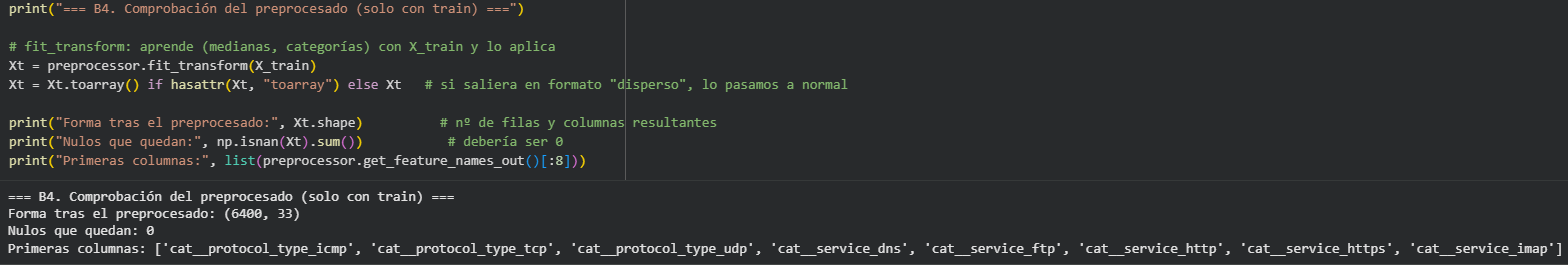 print("=== B4. Comprobación del preprocesado (solo con train) ===")
# fit_transform: aprende (medianas, categorías) con X_train y lo aplica
Xt = preprocessor.fit_transform(X_train)
Xt = Xt.toarray() if hasattr(Xt, "toarray") else Xt   # si saliera en formato "disperso", lo pasamos a normal
print("Forma tras el preprocesado:", Xt.shape)          # nº de filas y columnas resultantes
print("Nulos que quedan:", np.isnan(Xt).sum())           # debería ser 0
print("Primeras columnas:", list(preprocessor.get_feature_names_out()[:8]))
=== B4. Comprobación del preprocesado (solo con train) ===
Forma tras el preprocesado: (6400, 33)
Nulos que quedan: 0
Primeras columnas: ['cat__protocol_type_icmp', 'cat__protocol_type_tcp', 'cat__protocol_type_udp', 'cat__service_dns', 'cat__service_ftp', 'cat__service_http', 'cat__service_https', 'cat__service_imap']